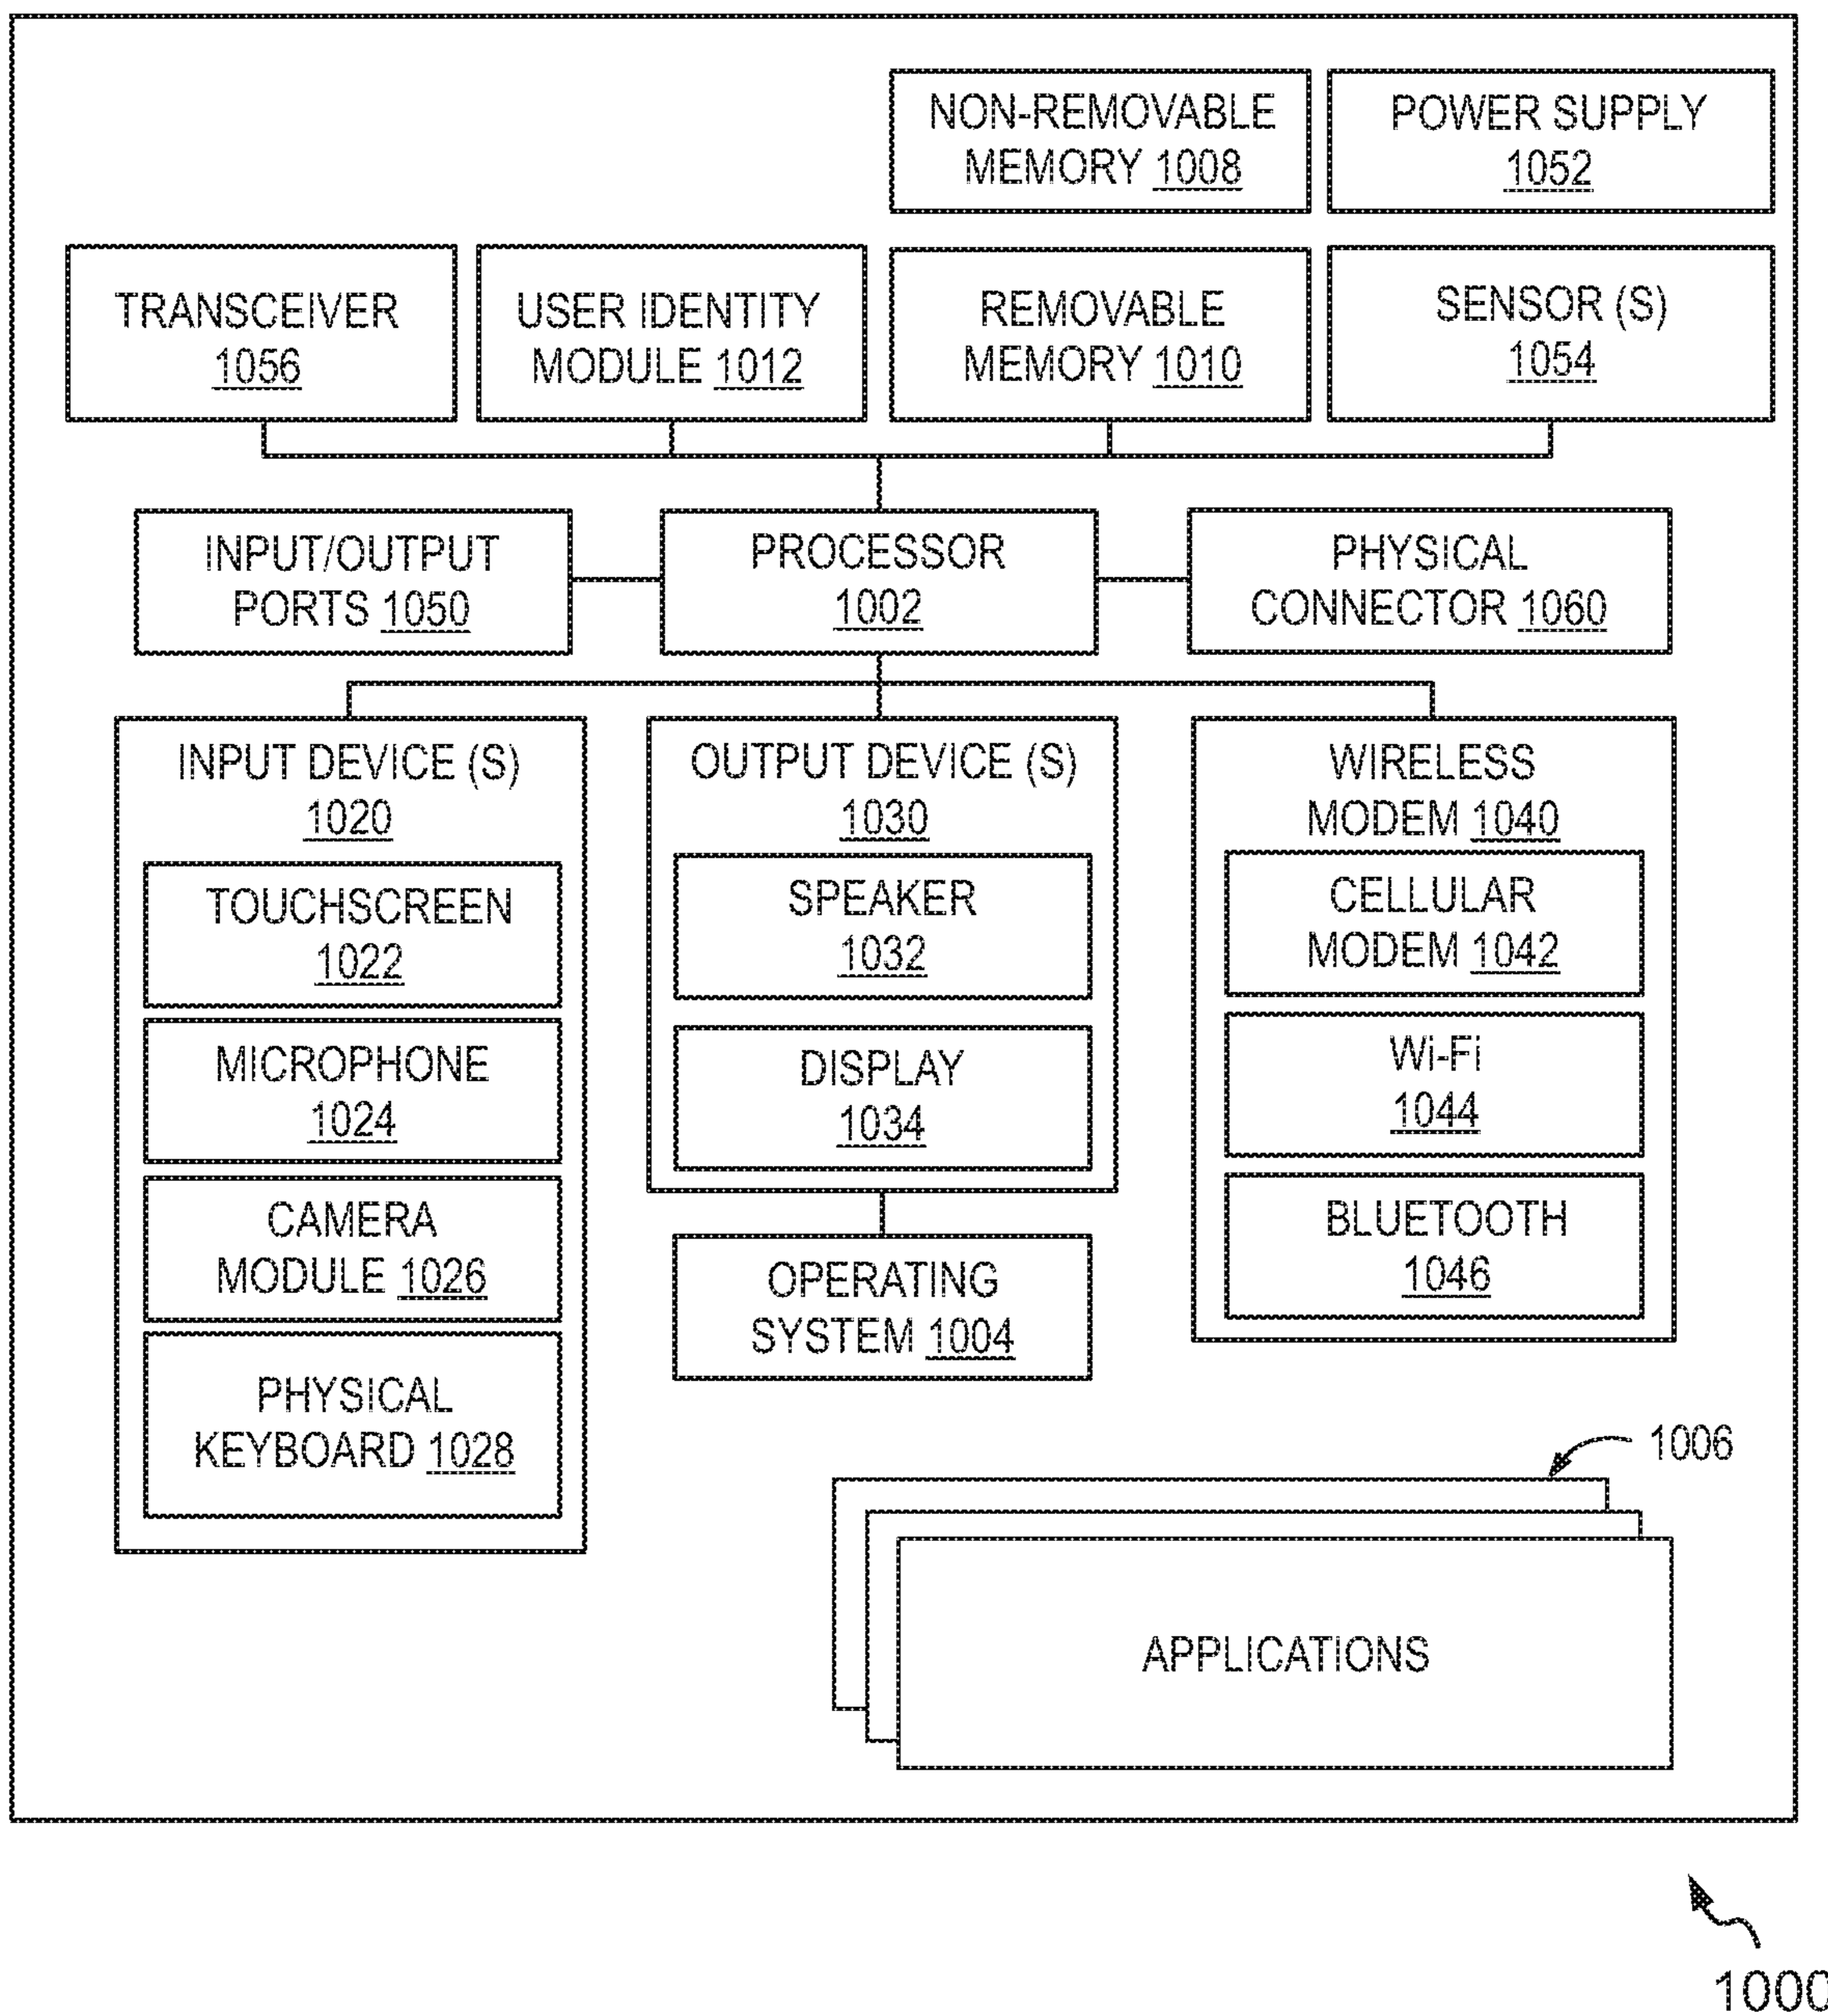 NON-REMOVABLE
MEMORY 1008
POWER SUPPLY
1052
TRANSCEIVER
1056
USER IDENTITY
MODULE 1012
REMOVABLE
MEMORY 1010
SENSOR (S)
1054
INPUT/OUTPUT
PORTS 1050
PROCESSOR
1002
PHYSICAL
CONNECTOR 1060
INPUT DEVICE (S)
1020
TOUCHSCREEN
1022
MICROPHONE
1024
CAMERA
MODULE 1026
PHYSICAL
KEYBOARD 1028
OUTPUT DEVICE (S)
1030
SPEAKER
1032
DISPLAY
1034
OPERATING
SYSTEM 1004
WIRELESS
MODEM 1040
CELLULAR
MODEM 1042
Wi-Fi
1044
BLUETOOTH
1046
1006
APPLICATIONS
1000